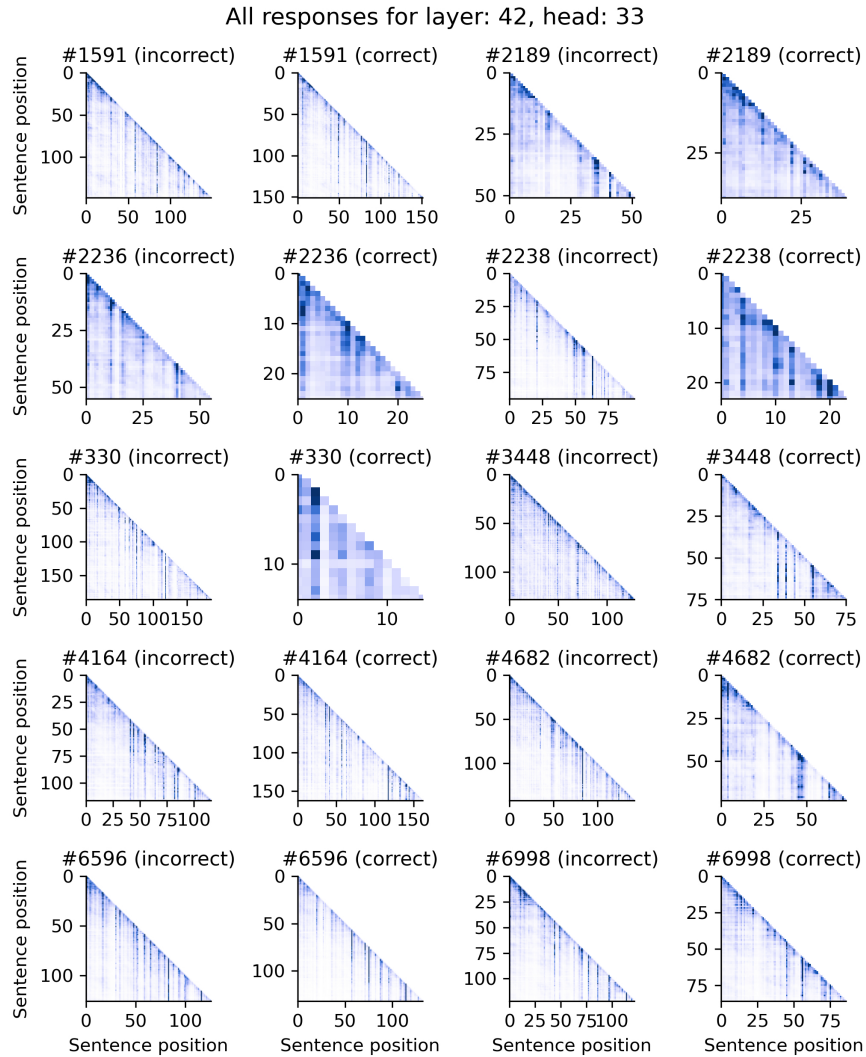 All responses for layer: 42, head: 33
#1591 (incorrect)
#1591 (correct)
#2189 (incorrect)
#2189 (correct)
Sentence position
0
50
100
0 50 100
0
50
100
150
0 50 100 150
0
25
50
0 25 50
0
25
0 25
#2236 (incorrect)
#2236 (correct)
#2238 (incorrect)
#2238 (correct)
Sentence position
0
25
50
0 25 50
0
10
20
0 10 20
0
25
50
75
0 25 50 75
0
10
20
0 10 20
#330 (incorrect)
#330 (correct)
#3448 (incorrect)
#3448 (correct)
Sentence position
0
50
100
150
0 50 100 150
0
10
0 10
0
50
100
0 50 100
0
25
50
75
0 25 50 75
#4164 (incorrect)
#4164 (correct)
#4682 (incorrect)
#4682 (correct)
Sentence position
0
25
50
75
100
25 50 75 100
0
50
100
150
0 50 100 150
0
50
100
0 50 100
0
25
50
0 25 50
#6596 (incorrect)
#6596 (correct)
#6998 (incorrect)
#6998 (correct)
Sentence position
0
50
100
0 50 100
0
50
100
0 50 100
0
25
50
75
100
0 25 50 75 100
0
25
50
75
0 25 50 75
Sentence position
Sentence position
Sentence position
Sentence position